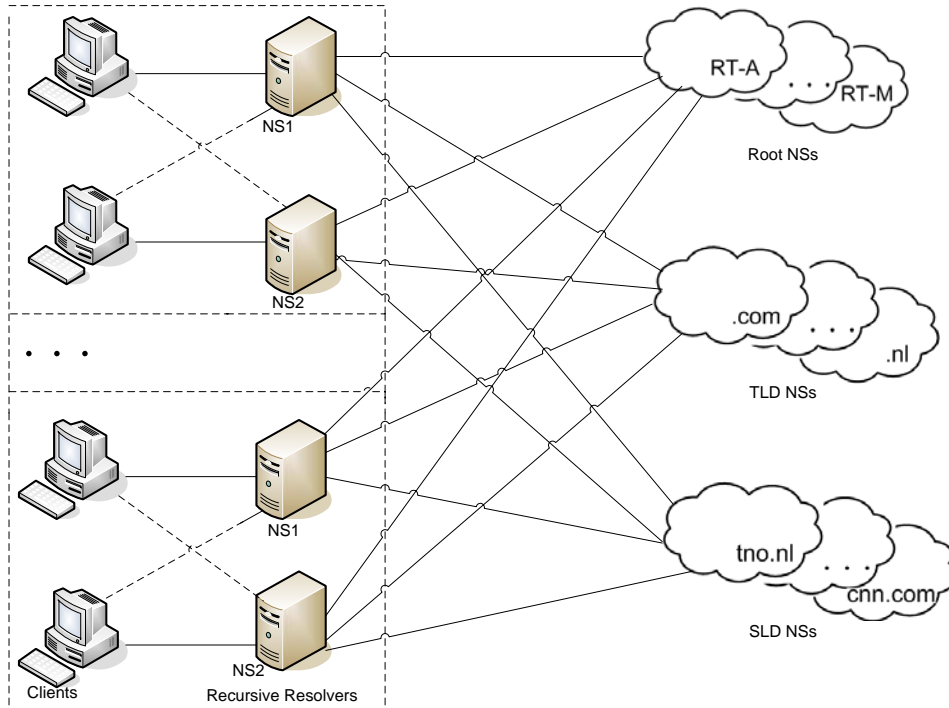 NS1
RT-A
. . .
RT-M
Root NSs
NS2
.com
. . .
.nl
TLD NSs
. . .
NS1
tno.nl
. . .
cnn.com
SLD NSs
NS2
Clients
Recursive Resolvers